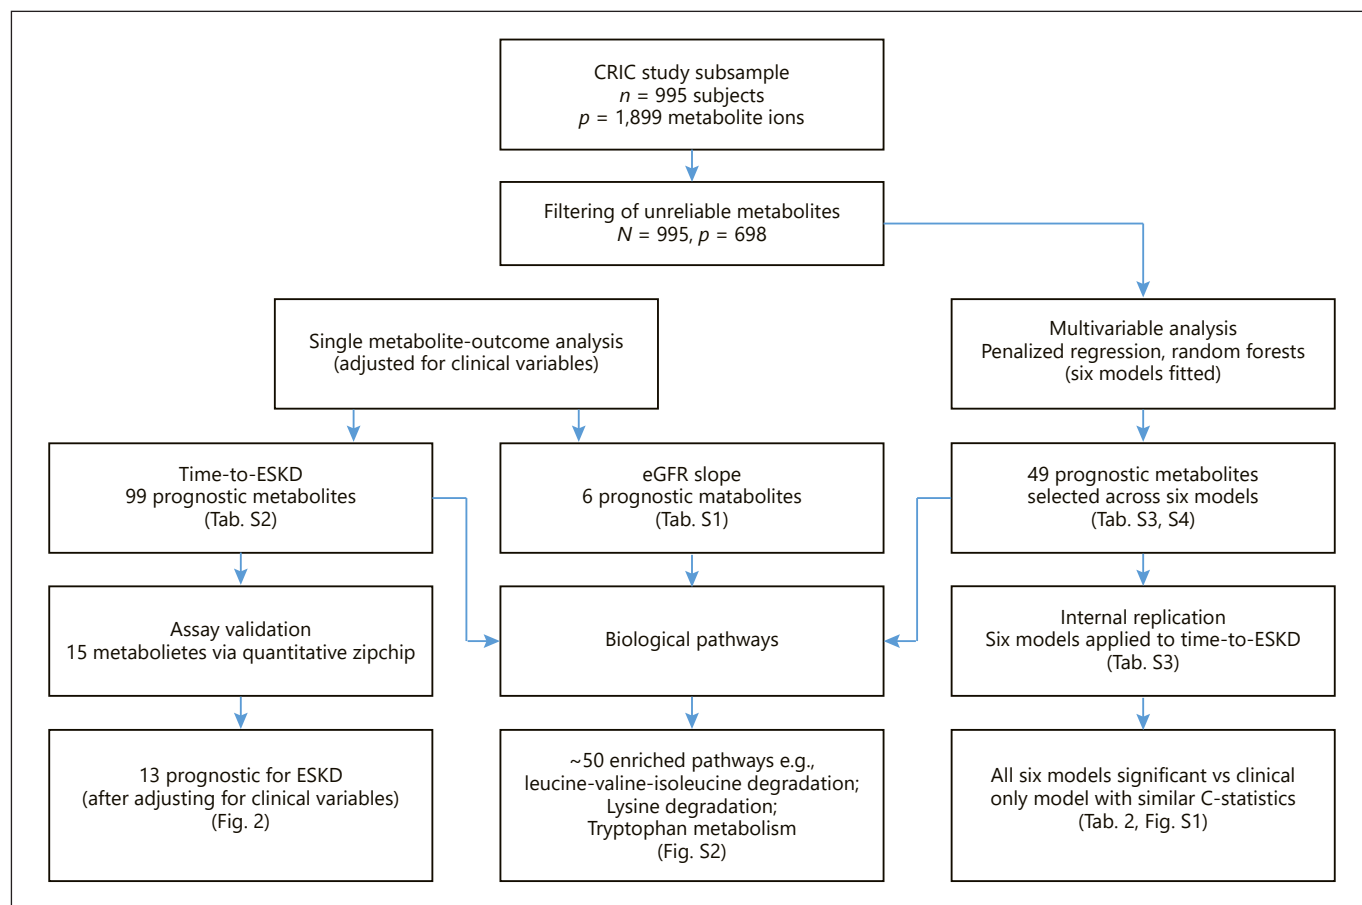 CRIC study subsample
n = 995 subjects
p = 1,899 metabolite ions
Filtering of unreliable metabolites
N = 995, p = 698
Single metabolite-outcome analysis
(adjusted for clinical variables)
Multivariable analysis
Penalized regression, random forests
(six models fitted)
Time-to-ESKD
99 prognostic metabolites
(Tab. S2)
eGFR slope
6 prognostic matabolites
(Tab. S1)
49 prognostic metabolites
selected across six models
(Tab. S3, S4)
Assay validation
15 metabolietes via quantitative zipchip
Biological pathways
Internal replication
Six models applied to time-to-ESKD
(Tab. S3)
13 prognostic for ESKD
(after adjusting for clinical variables)
(Fig. 2)
~50 enriched pathways e.g.,
leucine-valine-isoleucine degradation;
Lysine degradation;
Tryptophan metabolism
(Fig. S2)
All six models significant vs clinical
only model with similar C-statistics
(Tab. 2, Fig. S1)